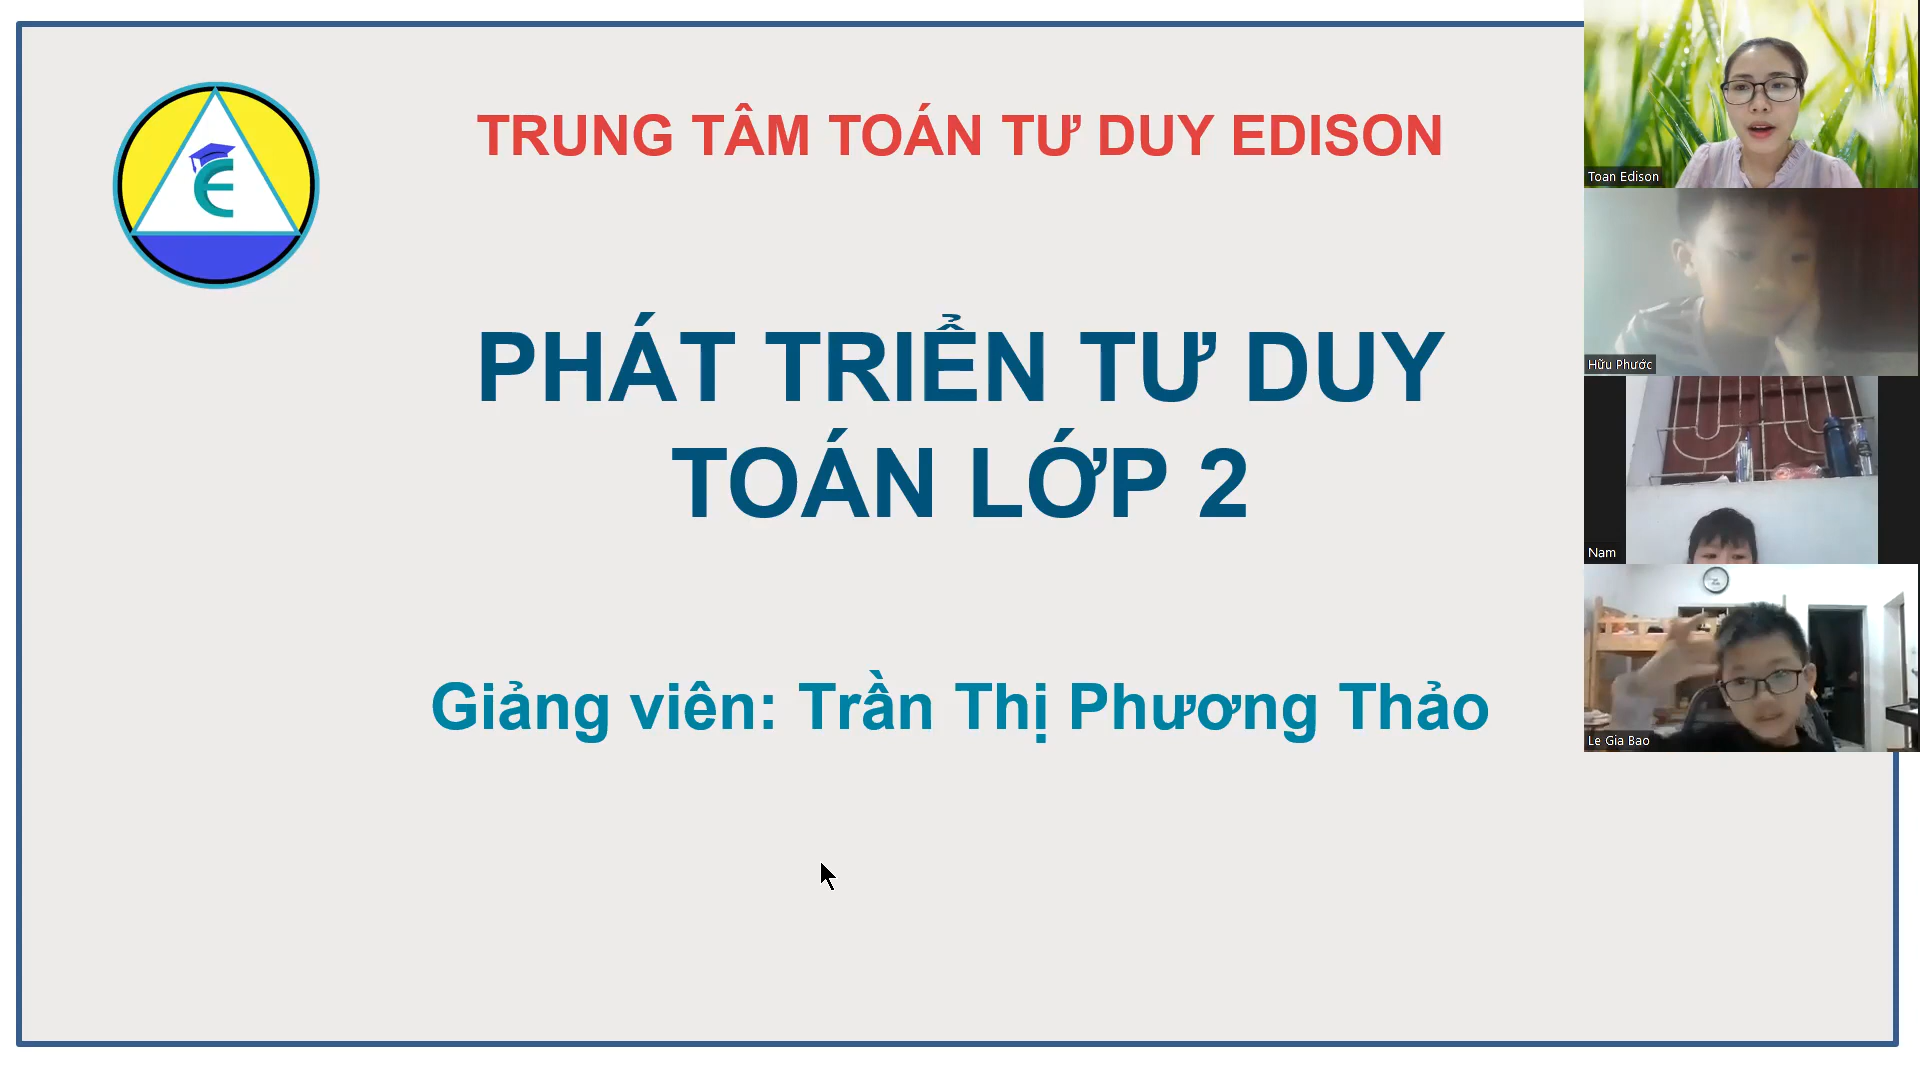 TRUNG TÂM TOÁN TƯ DUY EDISON
PHÁT TRIỂN TƯ DUY
TOÁN LỚP 2
Giảng viên: Trần Thị Phương Thảo
Toan Edison
Hữu Phước
Nam
Le Gia Bao